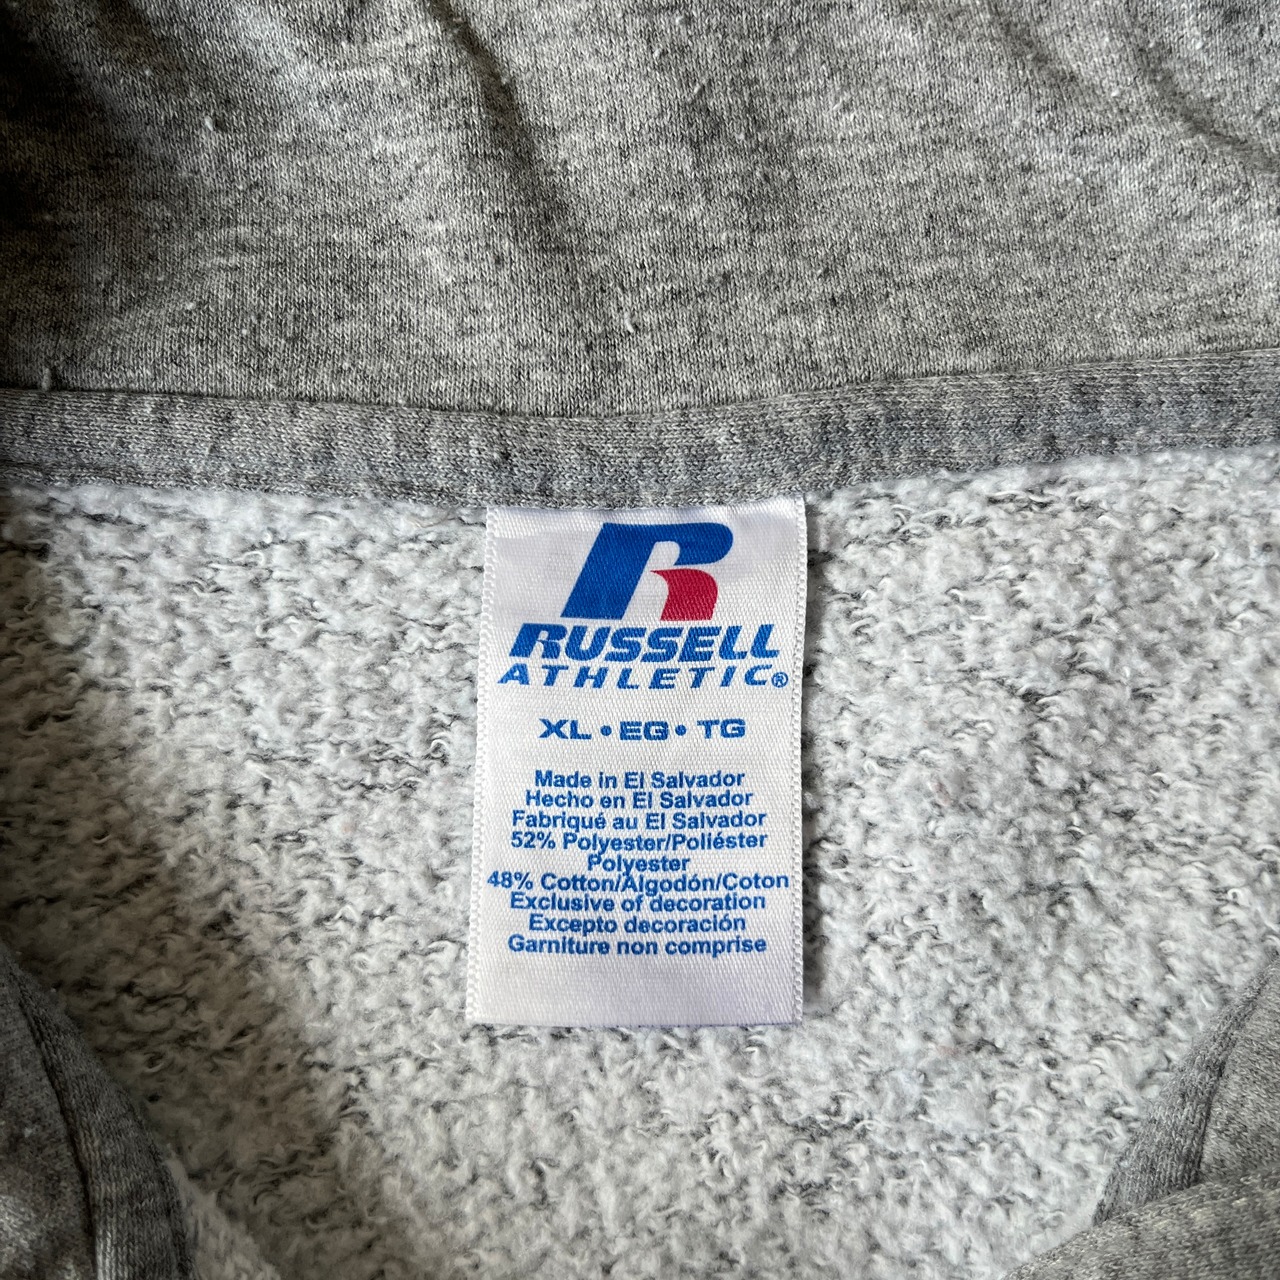 R
RUSSELL
ATHLETIC®
XL • EG • TG
Made in El Salvador
Hecho en El Salvador
Fabriqué au El Salvador
52% Polyester/Poliéster
Polyester
48% Cotton/Algodón/Coton
Exclusive of decoration
Excepto decoración
Garniture non comprise